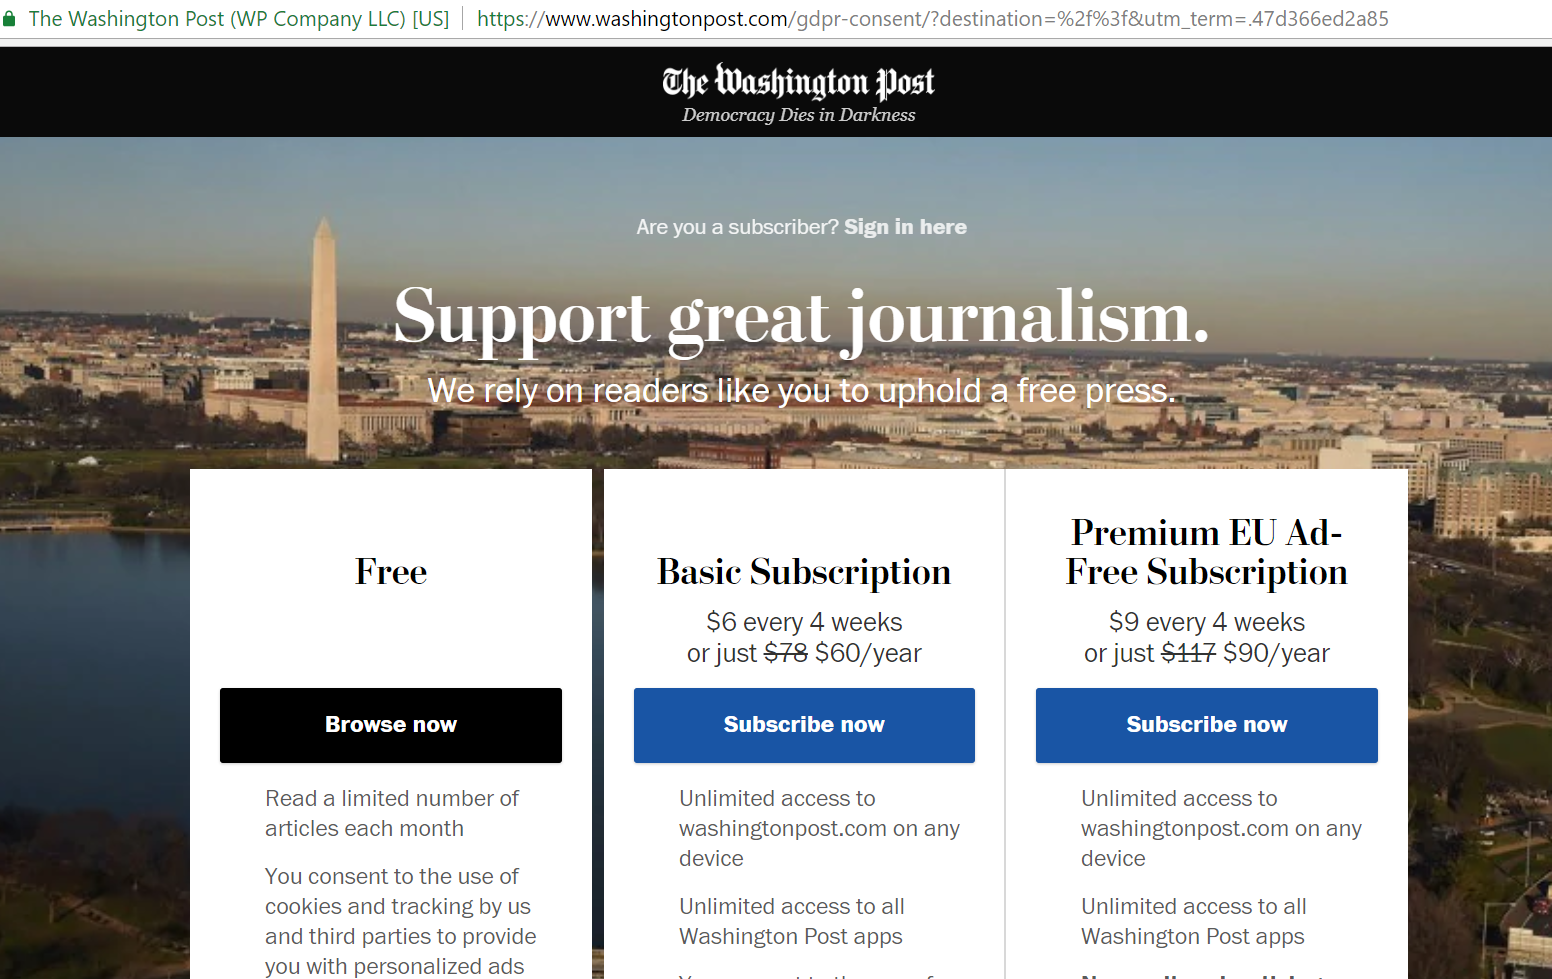 The Washington Post (WP Company LLC) [US]
https://www.washingtonpost.com/gdpr-consent/?destination=%2f%3f&utm_term=.47d366ed2a85
The Washington Post
Democracy Dies in Darkness
Are you a subscriber? Sign in here
Support great journalism.
We rely on readers like you to uphold a free press.
Free
Browse now
Read a limited number of
articles each month
You consent to the use of
cookies and tracking by us
and third parties to provide
you with personalized ads
Basic Subscription
$6 every 4 weeks
or just $78 $60/year
Subscribe now
Unlimited access to
washingtonpost.com on any
device
Unlimited access to all
Washington Post apps
Premium EU Ad-
Free Subscription
$9 every 4 weeks
or just $117 $90/year
Subscribe now
Unlimited access to
washingtonpost.com on any
device
Unlimited access to all
Washington Post apps